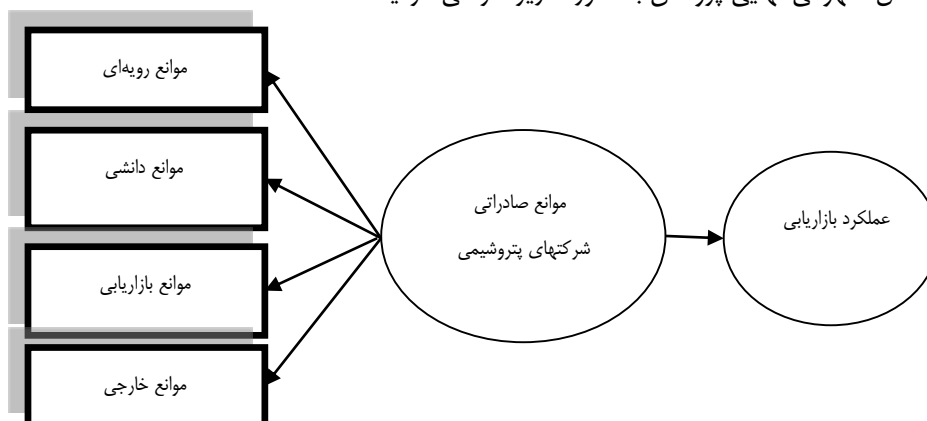 موانع رویه‌ای
موانع دانشی
موانع بازاریابی
موانع خارجی
موانع صادراتی
شرکتهای پتروشیمی
عملکرد بازاریابی